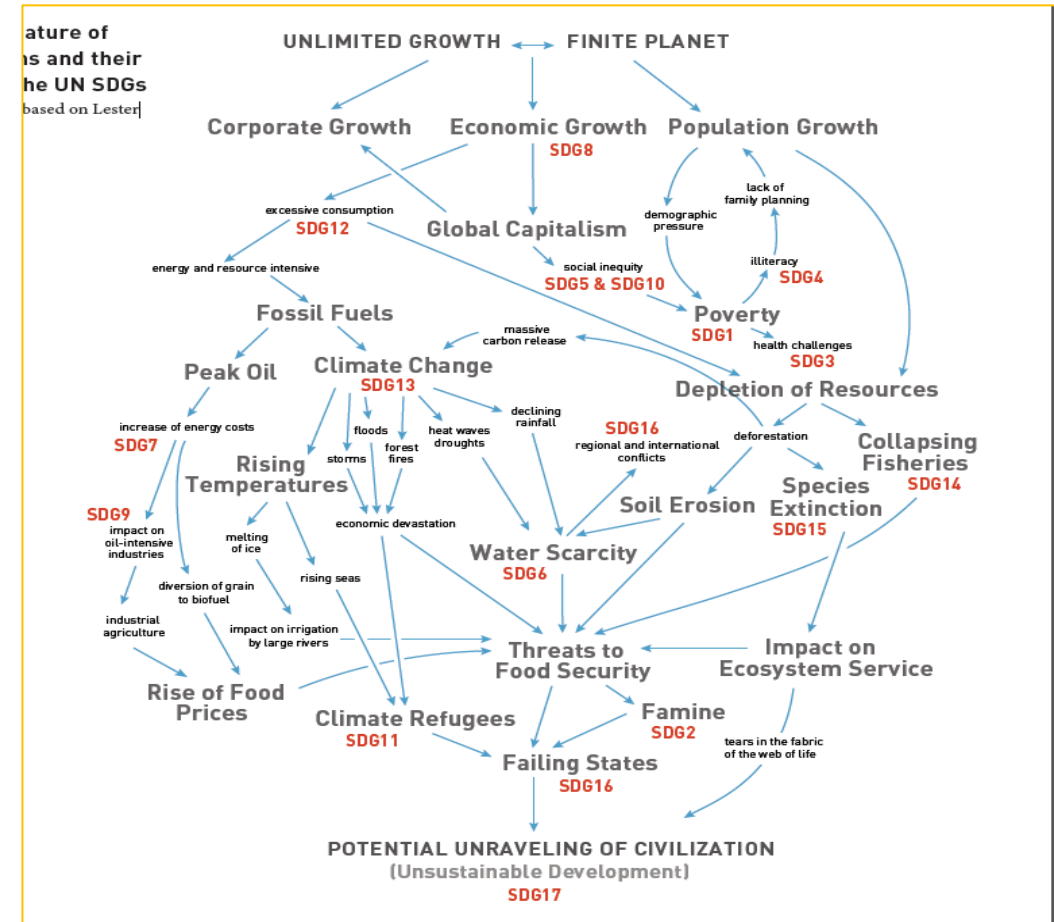 ature of
ns and their
he UN SDGs
based on Lester
UNLIMITED GROWTH
FINITE PLANET
Corporate Growth
Economic Growth
SDG8
Population Growth
excessive consumption
SDG12
Global Capitalism
demographic
pressure
lack of
family planning
energy and resource intensive
social inequity
SDG5 & SDG10
illiteracy
SDG4
Fossil Fuels
Poverty
SDG1
massive
carbon release
health challenges
SDG3
Peak Oil
Climate Change
SDG13
Depletion of Resources
increase of energy costs
SDG7
floods
storms
forest
fires
heat waves
droughts
declining
rainfall
SDG16
regional and international
conflicts
deforestation
Collapsing
Fisheries
SDG14
Rising
Temperatures
Soil Erosion
Species
Extinction
SDG15
SDG9
impact on
oil-intensive
industries
melting
of ice
economic devastation
Water Scarcity
SDG6
rising seas
diversion of grain
to biofuel
industrial
agriculture
impact on irrigation
by large rivers
Threats to
Food Security
Impact on
Ecosystem Service
Rise of Food
Prices
Climate Refugees
SDG11
Famine
SDG2
tears in the fabric
of the web of life
Failing States
SDG16
POTENTIAL UNRAVELING OF CIVILIZATION
(Unsustainable Development)
SDG17